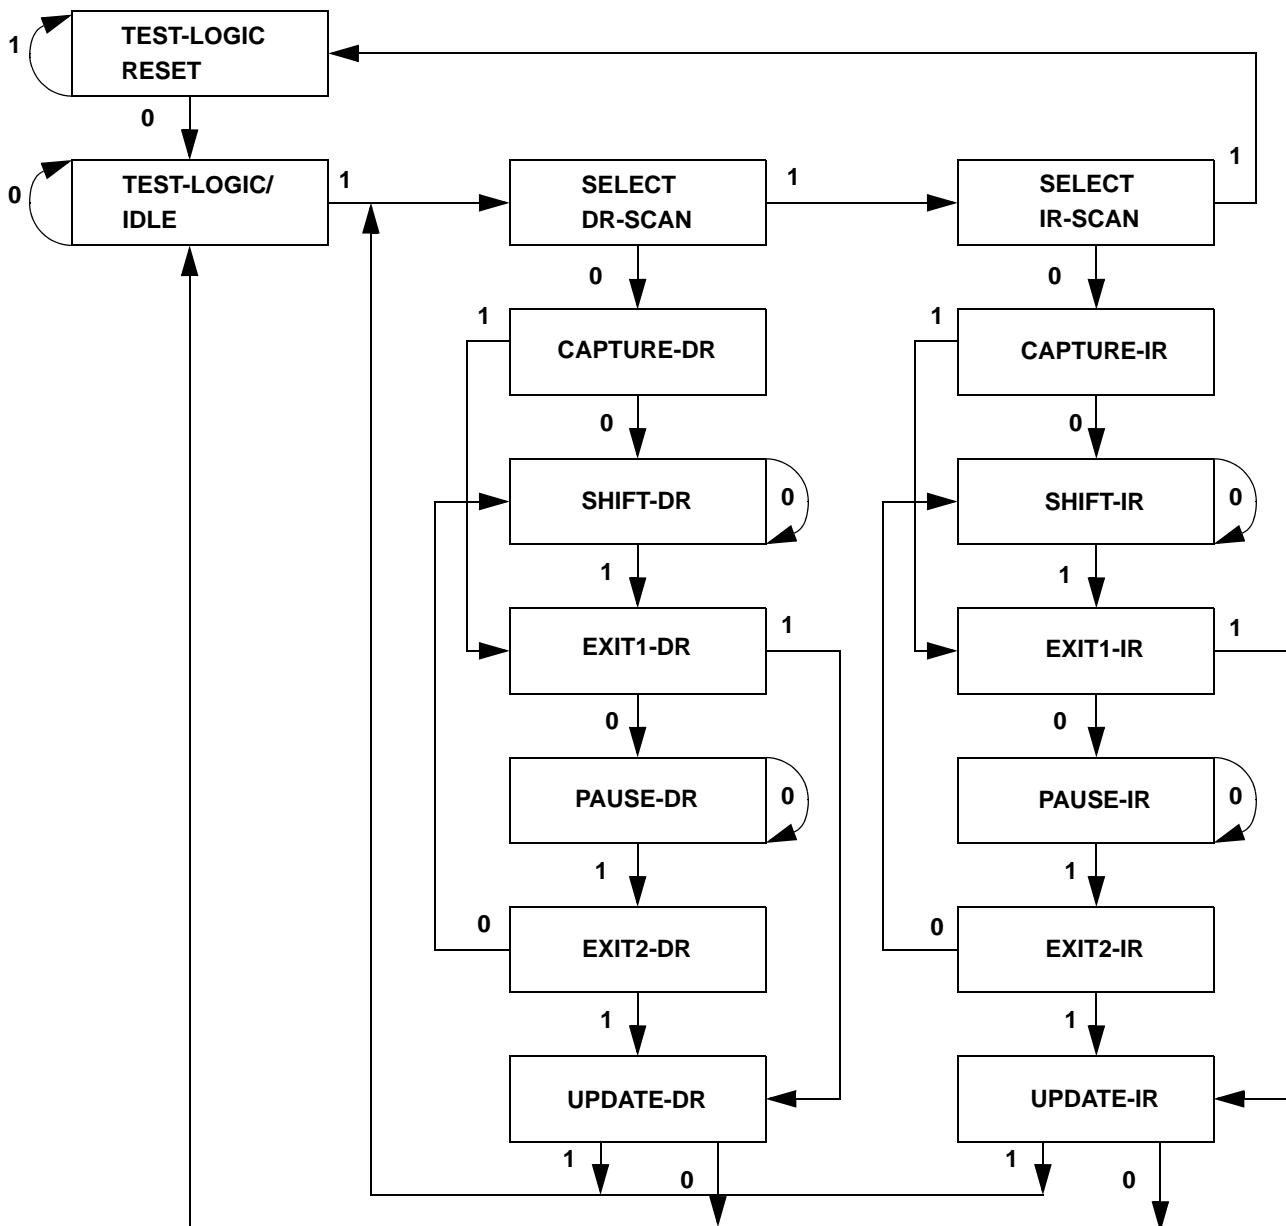 TEST-LOGIC
RESET
1
0
TEST-LOGIC/
IDLE
0
1
SELECT
DR-SCAN
1
SELECT
IR-SCAN
1
0
0
1
CAPTURE-DR
1
CAPTURE-IR
0
0
SHIFT-DR
0
SHIFT-IR
0
1
1
EXIT1-DR
1
EXIT1-IR
1
0
0
PAUSE-DR
0
PAUSE-IR
0
1
1
0
EXIT2-DR
0
EXIT2-IR
1
1
UPDATE-DR
UPDATE-IR
1
0
1
0